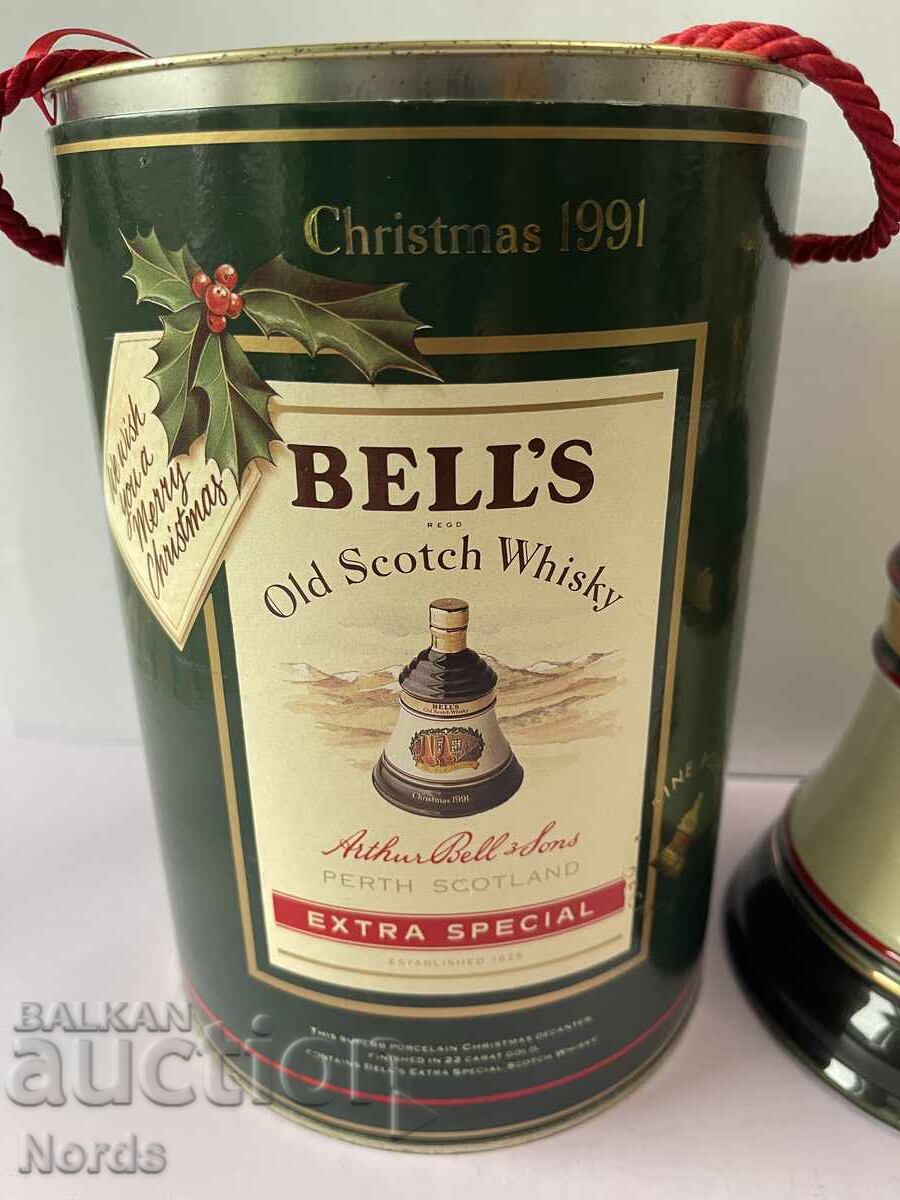 Christmas 1991
We wish
you a
Merry
Christmas
BELL'S
REGD
Old Scotch Whisky
BELL'S
Old Scotch Whisky
Christmas 1991
Arthur Bell & Sons
PERTH SCOTLAND
EXTRA SPECIAL
ESTABLISHED 1825
THIS SUPERB PORCELAIN CHRISTMAS DECANTER
FINISHED IN 22 CARAT GOLD,
CONTAINS BELL'S EXTRA SPECIAL SCOTCH WHISKY
BALKAN
auction
Nords